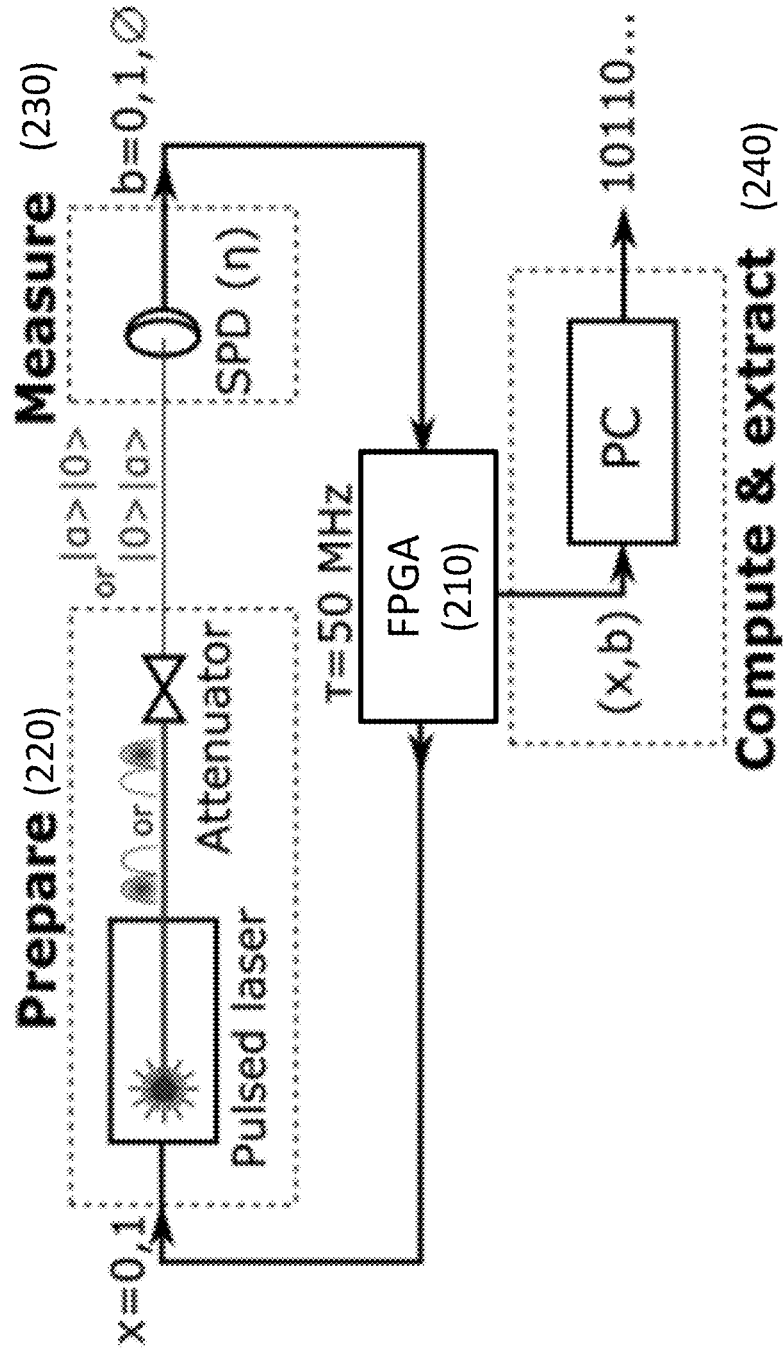 Prepare (220)
x=0,1
or
Pulsed laser
Attenuator
|α>|0>
or
|0>|α>
Measure (230)
SPD (n)
b=0,1,∅
τ=50 MHz
FPGA
(210)
(x,b)
PC
10110...
Compute & extract (240)